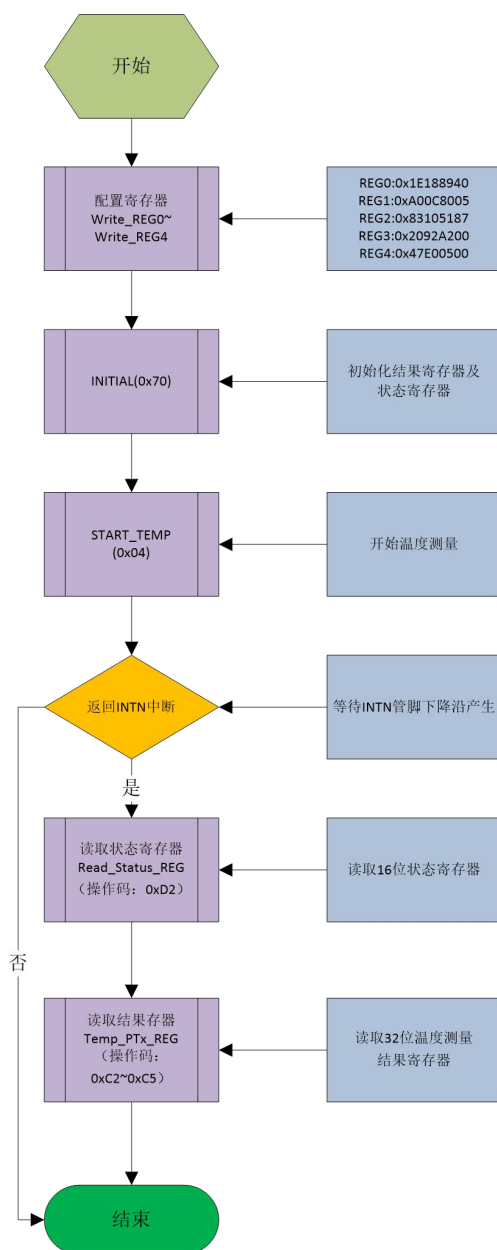 开始
配置寄存器
Write_REG0~
Write_REG4
REG0:0x1E188940
REG1:0xA00C8005
REG2:0x83105187
REG3:0x2092A200
REG4:0x47E00500
INITIAL(0x70)
初始化结果寄存器及
状态寄存器
START_TEMP
(0x04)
开始温度测量
返回INTN中断
等待INTN管脚下降沿产生
是
读取状态寄存器
Read_Status_REG
（操作码：0xD2）
读取16位状态寄存器
否
读取结果存器
Temp_PTx_REG
（操作码：
0xC2~0xC5）
读取32位温度测量
结果寄存器
结束